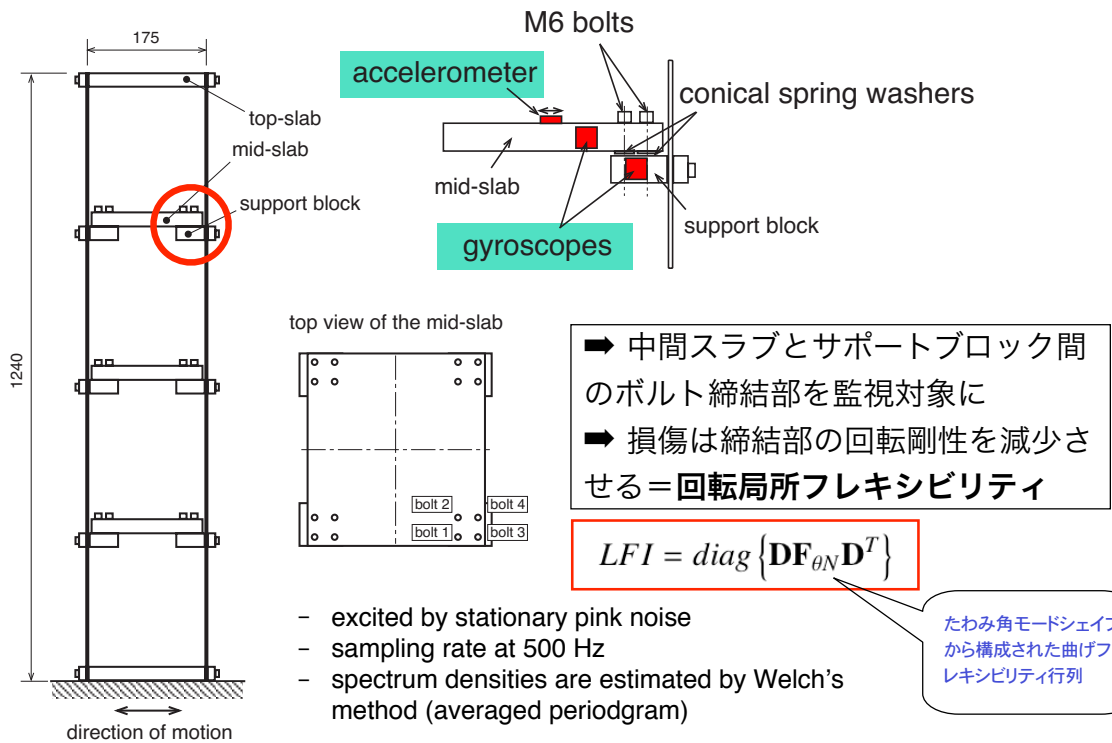 175
1240
top-slab
mid-slab
support block
direction of motion
M6 bolts
accelerometer
conical spring washers
mid-slab
support block
gyroscopes
top view of the mid-slab
bolt 2
bolt 4
bolt 1
bolt 3
➡ 中間スラブとサポートブロック間
のボルト締結部を監視対象に
➡ 損傷は締結部の回転剛性を減少さ
せる＝回転局所フレキシビリティ
LFI = diag {DF_{θN}D^T}
たわみ角モードシェイプ
から構成された曲げフ
レキシビリティ行列
– excited by stationary pink noise
– sampling rate at 500 Hz
– spectrum densities are estimated by Welch's
method (averaged periodgram)